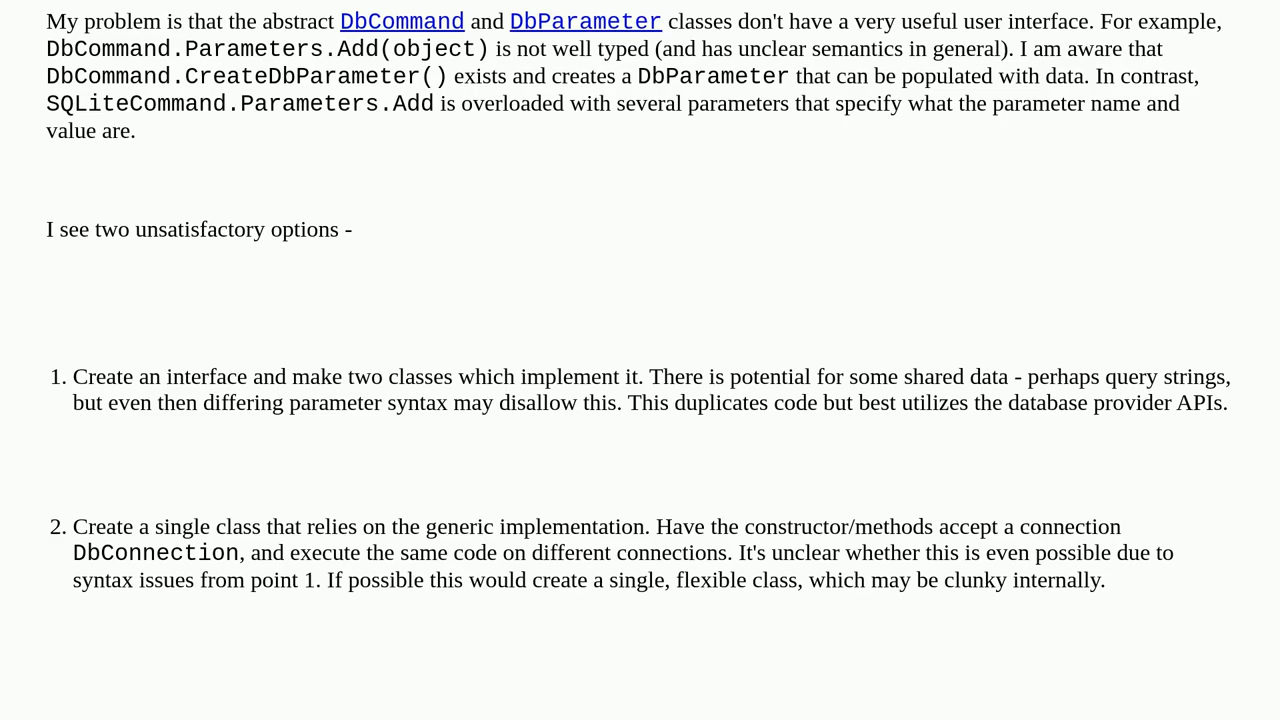 My problem is that the abstract DbCommand and DbParameter classes don't have a very useful user interface. For example,
DbCommand.Parameters.Add(object) is not well typed (and has unclear semantics in general). I am aware that
DbCommand.CreateDbParameter() exists and creates a DbParameter that can be populated with data. In contrast,
SQLiteCommand.Parameters.Add is overloaded with several parameters that specify what the parameter name and
value are.
I see two unsatisfactory options -
1. Create an interface and make two classes which implement it. There is potential for some shared data - perhaps query strings,
but even then differing parameter syntax may disallow this. This duplicates code but best utilizes the database provider APIs.
2. Create a single class that relies on the generic implementation. Have the constructor/methods accept a connection
DbConnection, and execute the same code on different connections. It's unclear whether this is even possible due to
syntax issues from point 1. If possible this would create a single, flexible class, which may be clunky internally.